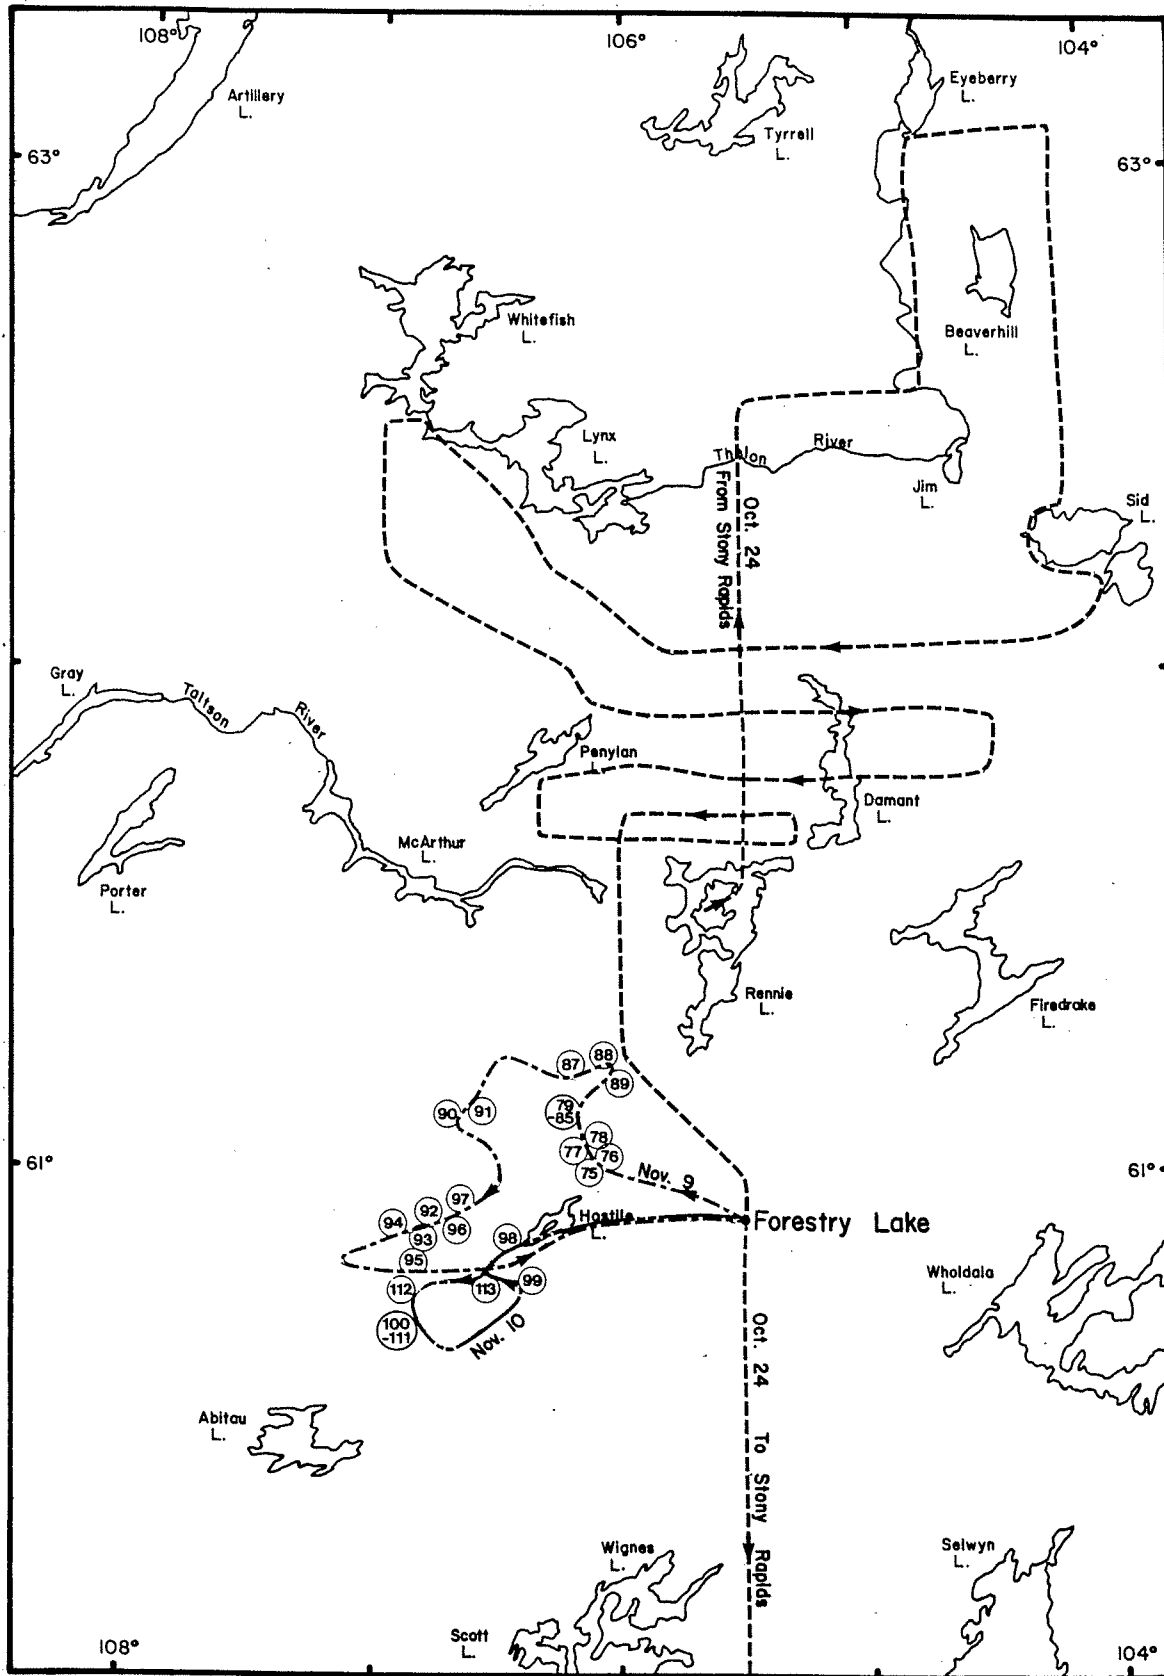 108°
106°
104°
Artillery
L.
Eyeberry
L.
Tyrrell
L.
63°
63°
Whitefish
L.
Beaverhill
L.
Lynx
L.
Thelon
River
Jim
L.
Sid
L.
Oct. 24
From Stony Rapids
Gray
L.
Taltson
River
Penylan
L.
Damant
L.
McArthur
L.
Porter
L.
Rennie
L.
Firedrake
L.
87
88
89
79
-85
90
91
78
77
76
75
61°
61°
Nov. 9
97
92
94
93
96
95
98
Hostile
L.
Forestry Lake
99
112
113
100
-111
Nov. 10
Wholdaia
L.
Oct. 24 To Stony Rapids
Abitau
L.
Wignes
L.
Selwyn
L.
Scott
L.
108°
104°